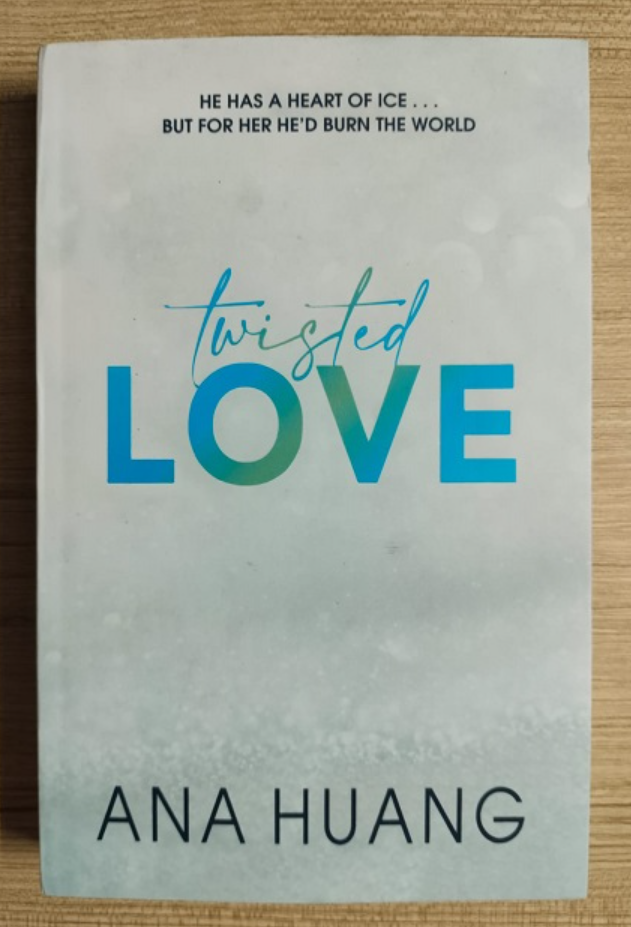 HE HAS A HEART OF ICE . . .
BUT FOR HER HE'D BURN THE WORLD
twisted
LOVE
ANA HUANG